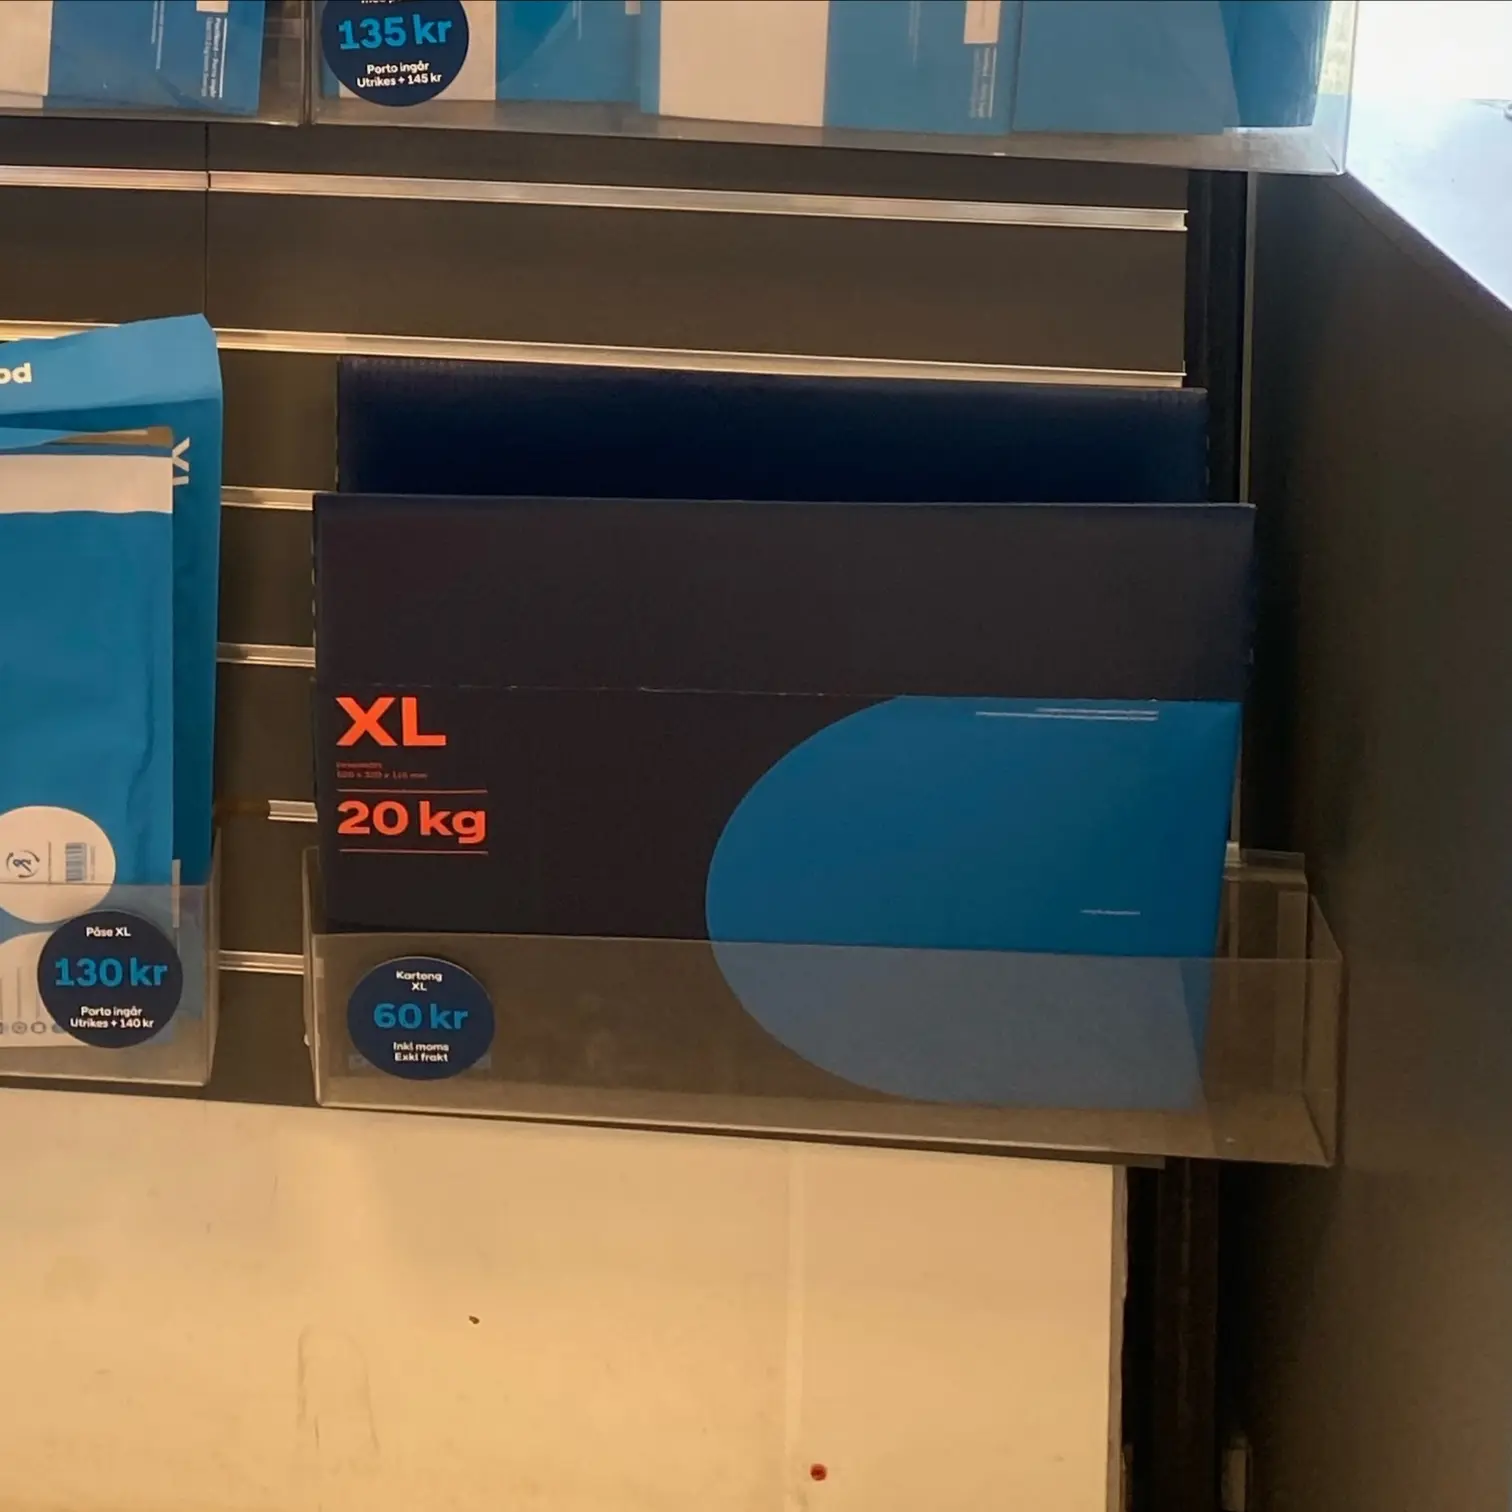 135 kr
Porto ingår
Utrikes + 145 kr
od
XL
20 kg
Påse XL
130 kr
Porto ingår
Utrikes + 140 kr
Kartong
XL
60 kr
Inkl moms
Exkl frakt